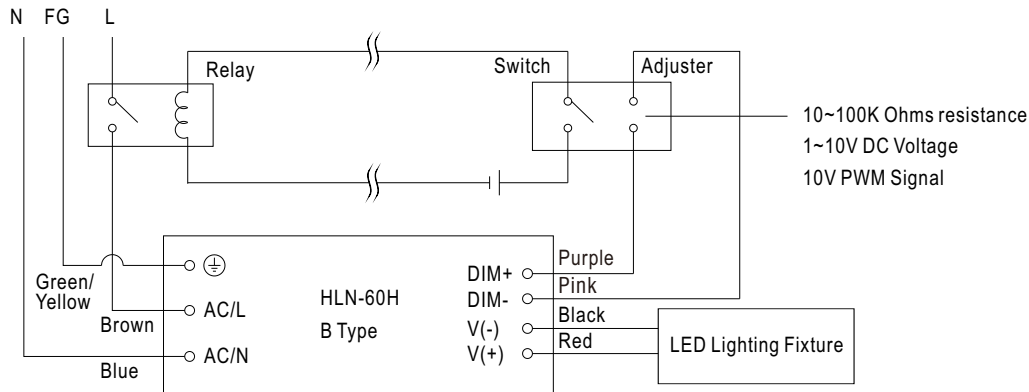 N FG L
Relay
Switch
Adjuster
10~100K Ohms resistance
1~10V DC Voltage
10V PWM Signal
Green/
Yellow
Brown
Blue
AC/L
AC/N
HLN-60H
B Type
DIM+
DIM-
V(-)
V(+)
Purple
Pink
Black
Red
LED Lighting Fixture